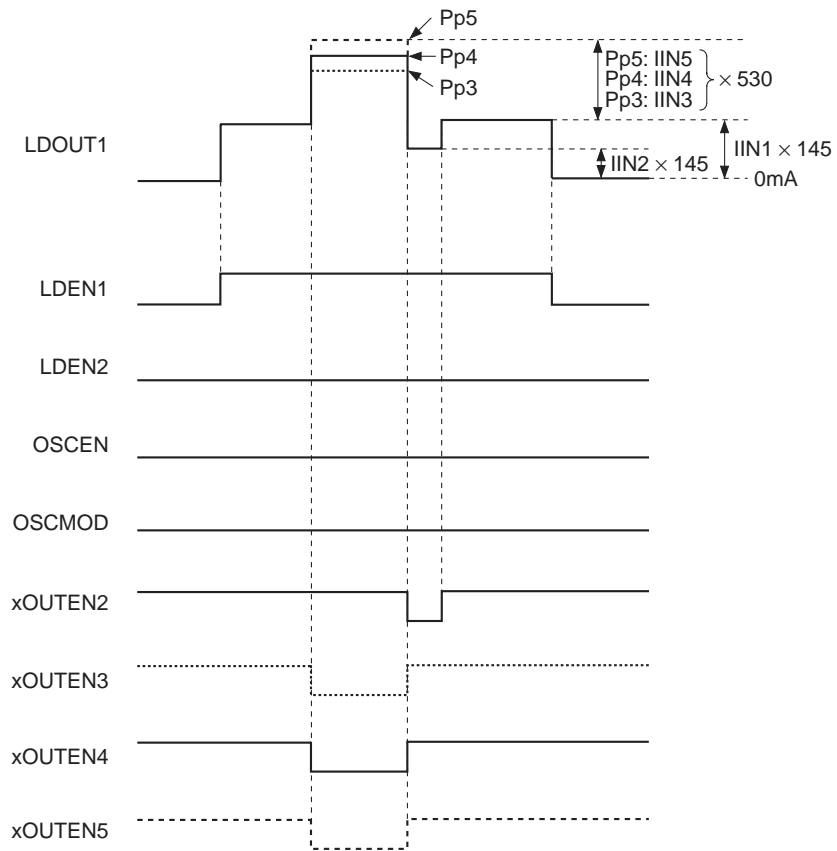 Pp5
Pp4
Pp3
Pp5: IIN5
Pp4: IIN4
Pp3: IIN3
× 530
LDOUT1
IIN1 × 145
IIN2 × 145
0mA
LDEN1
LDEN2
OSCEN
OSCMOD
xOUTEN2
xOUTEN3
xOUTEN4
xOUTEN5